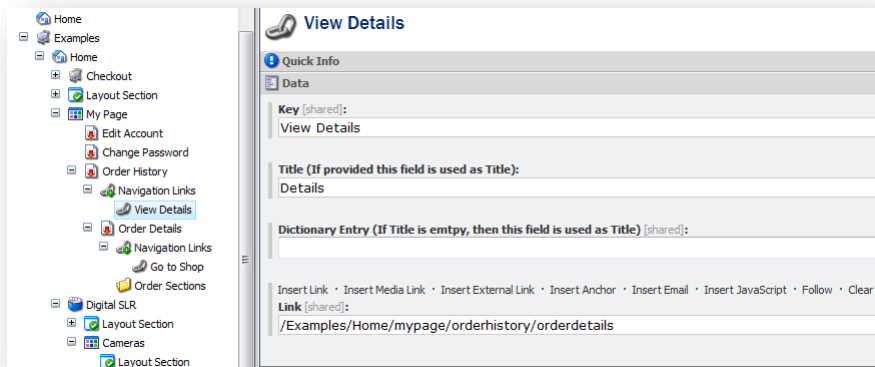 Home
Examples
Home
Checkout
Layout Section
My Page
Edit Account
Change Password
Order History
Navigation Links
View Details
Order Details
Navigation Links
Go to Shop
Order Sections
Digital SLR
Layout Section
Cameras
Layout Section
View Details
Quick Info
Data
Key [shared]:
View Details
Title (If provided this field is used as Title):
Details
Dictionary Entry (If Title is emtpy, then this field is used as Title) [shared]:
Insert Link · Insert Media Link · Insert External Link · Insert Anchor · Insert Email · Insert JavaScript · Follow · Clear
Link [shared]:
/Examples/Home/mypage/orderhistory/orderdetails